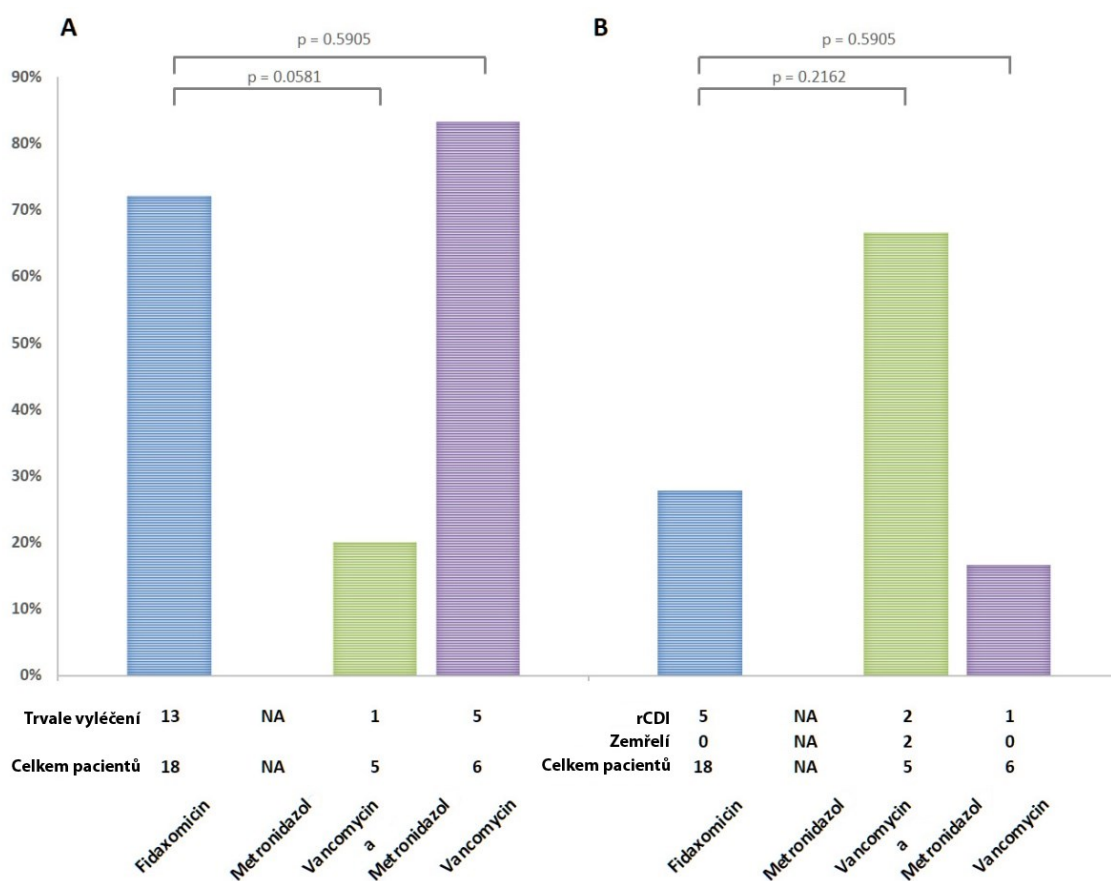 A
B
p = 0.5905
p = 0.5905
p = 0.0581
p = 0.2162
90%
80%
70%
60%
50%
40%
30%
20%
10%
0%
Trvale vyléčení 13 NA 1 5
Celkem pacientů 18 NA 5 6
rCDI 5 NA 2 1
Zemřelí 0 NA 2 0
Celkem pacientů 18 NA 5 6
Fidaxomicin
Metronidazol
Vancomycin
a
Metronidazol
Vancomycin
Fidaxomicin
Metronidazol
Vancomycin
a
Metronidazol
Vancomycin